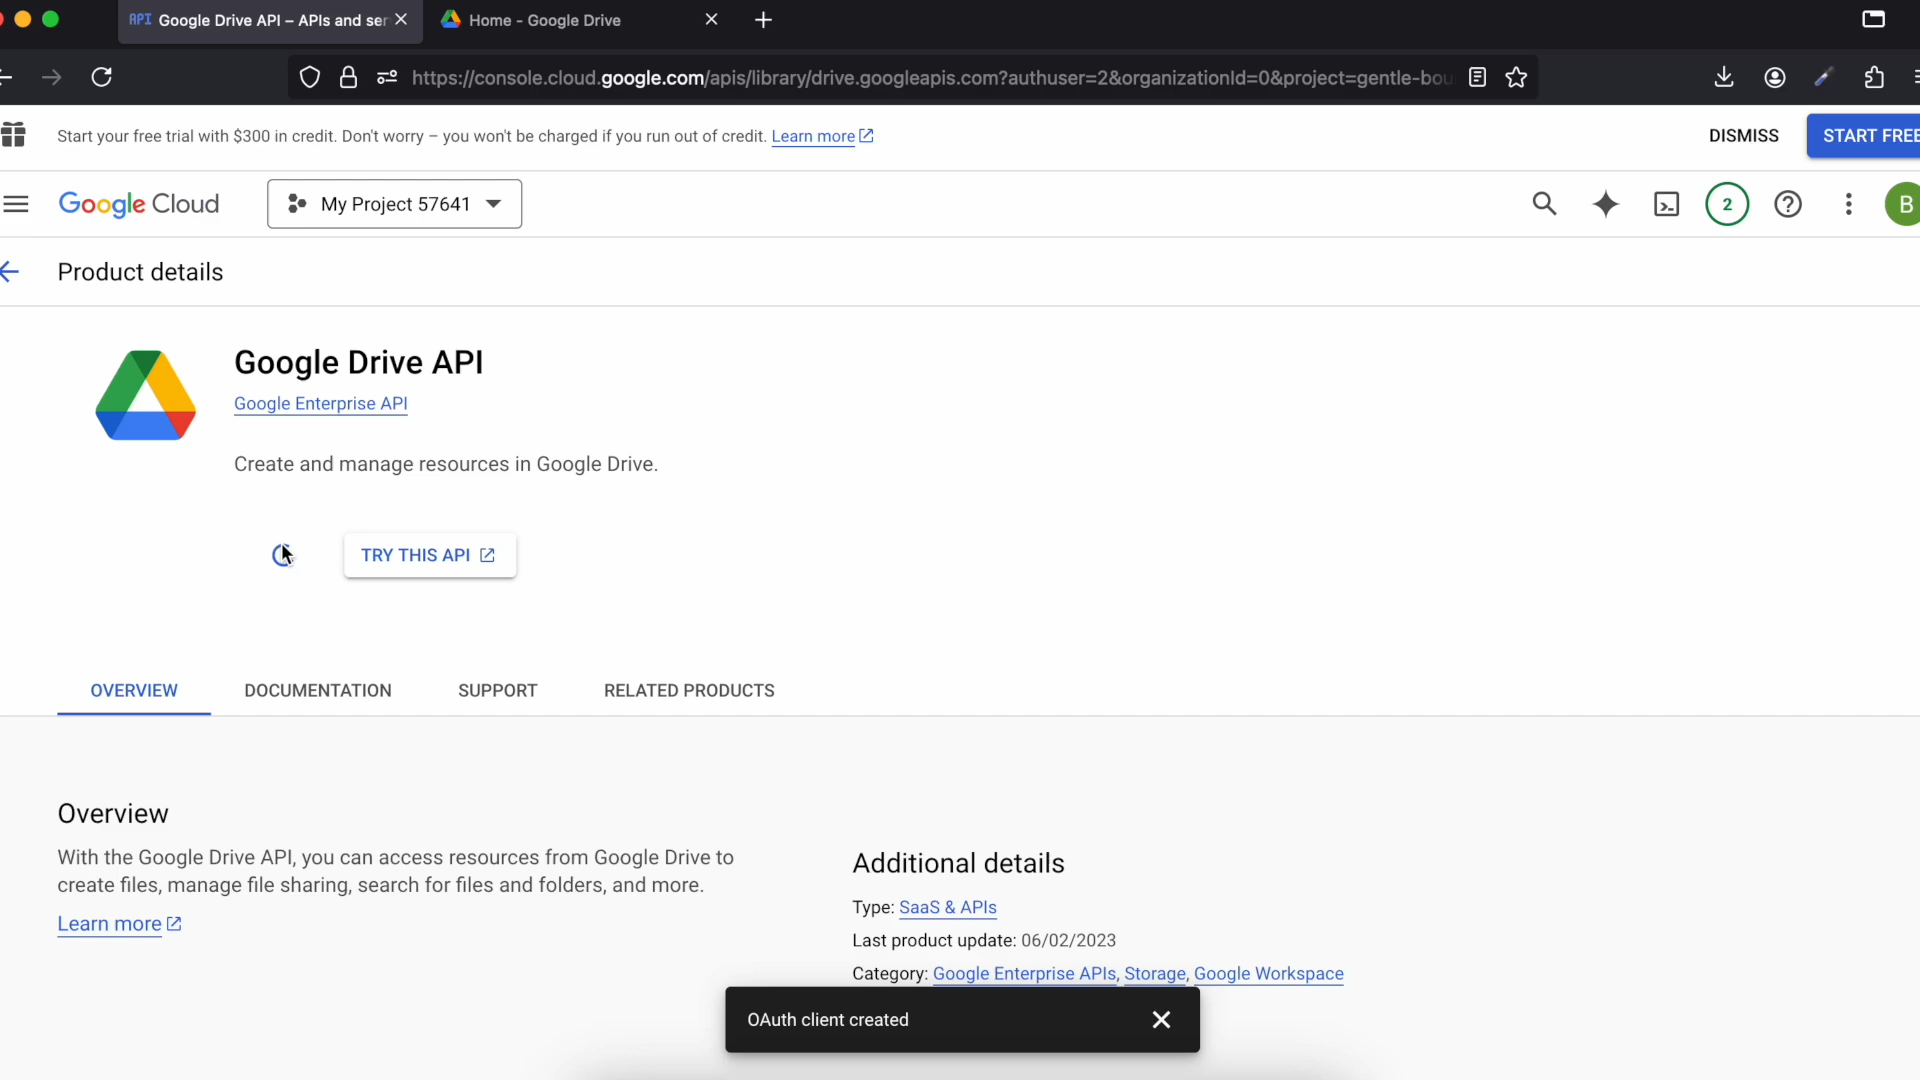 API Google Drive API – APIs and ser
Home - Google Drive
https://console.cloud.google.com/apis/library/drive.googleapis.com?authuser=2&organizationId=0&project=gentle-bou
Start your free trial with $300 in credit. Don't worry – you won't be charged if you run out of credit. Learn more
DISMISS
START FREE
Google Cloud
My Project 57641
2
B
Product details
Google Drive API
Google Enterprise API
Create and manage resources in Google Drive.
TRY THIS API
OVERVIEW
DOCUMENTATION
SUPPORT
RELATED PRODUCTS
Overview
With the Google Drive API, you can access resources from Google Drive to
create files, manage file sharing, search for files and folders, and more.
Learn more
Additional details
Type: SaaS & APIs
Last product update: 06/02/2023
Category: Google Enterprise APIs, Storage, Google Workspace
OAuth client created